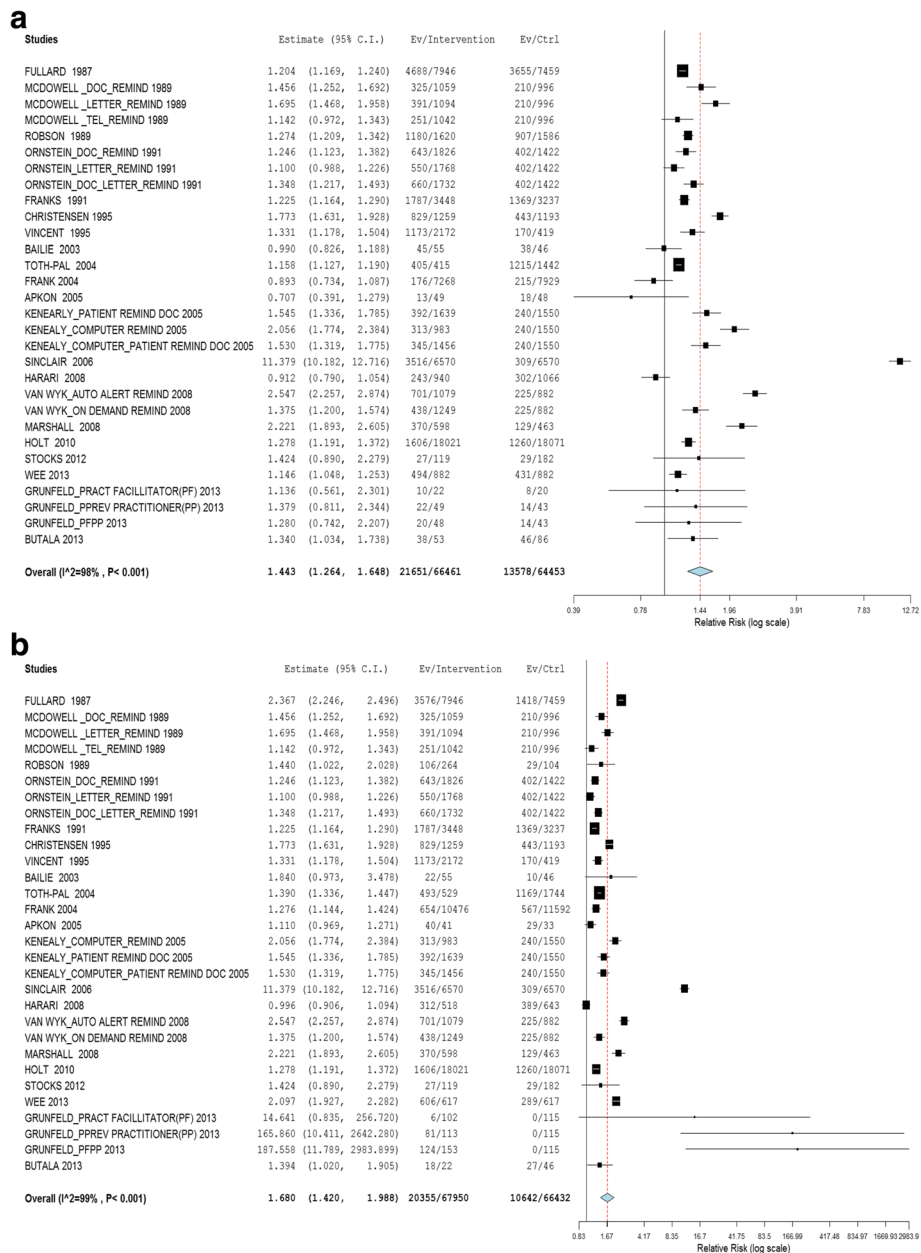 a
Studies Estimate (95% C.I.) Ev/Intervention Ev/Ctrl
FULLARD 1987 1.204 (1.169, 1.240) 4688/7946 3655/7459
MCDOWELL _DOC_REMIND 1989 1.456 (1.252, 1.692) 325/1059 210/996
MCDOWELL _LETTER_REMIND 1989 1.695 (1.468, 1.958) 391/1094 210/996
MCDOWELL _TEL_REMIND 1989 1.142 (0.972, 1.343) 251/1042 210/996
ROBSON 1989 1.274 (1.209, 1.342) 1180/1620 907/1586
ORNSTEIN_DOC_REMIND 1991 1.246 (1.123, 1.382) 643/1826 402/1422
ORNSTEIN_LETTER_REMIND 1991 1.100 (0.988, 1.226) 550/1768 402/1422
ORNSTEIN_DOC_LETTER_REMIND 1991 1.348 (1.217, 1.493) 660/1732 402/1422
FRANKS 1991 1.225 (1.164, 1.290) 1787/3448 1369/3237
CHRISTENSEN 1995 1.773 (1.631, 1.928) 829/1259 443/1193
VINCENT 1995 1.331 (1.178, 1.504) 1173/2172 170/419
BAILIE 2003 0.990 (0.826, 1.188) 45/55 38/46
TOTH-PAL 2004 1.158 (1.127, 1.190) 405/415 1215/1442
FRANK 2004 0.893 (0.734, 1.087) 176/7268 215/7929
APKON 2005 0.707 (0.391, 1.279) 13/49 18/48
KENEARLY_PATIENT REMIND DOC 2005 1.545 (1.336, 1.785) 392/1639 240/1550
KENEALY_COMPUTER REMIND 2005 2.056 (1.774, 2.384) 313/983 240/1550
KENEALY_COMPUTER_PATIENT REMIND DOC 2005 1.530 (1.319, 1.775) 345/1456 240/1550
SINCLAIR 2006 11.379 (10.182, 12.716) 3516/6570 309/6570
HARARI 2008 0.912 (0.790, 1.054) 243/940 302/1066
VAN WYK_AUTO ALERT REMIND 2008 2.547 (2.257, 2.874) 701/1079 225/882
VAN WYK_ON DEMAND REMIND 2008 1.375 (1.200, 1.574) 438/1249 225/882
MARSHALL 2008 2.221 (1.893, 2.605) 370/598 129/463
HOLT 2010 1.278 (1.191, 1.372) 1606/18021 1260/18071
STOCKS 2012 1.424 (0.890, 2.279) 27/119 29/182
WEE 2013 1.146 (1.048, 1.253) 494/882 431/882
GRUNFELD_PRACT FACILLITATOR(PF) 2013 1.136 (0.561, 2.301) 10/22 8/20
GRUNFELD_PPREV PRACTITIONER(PP) 2013 1.379 (0.811, 2.344) 22/49 14/43
GRUNFELD_PFPP 2013 1.280 (0.742, 2.207) 20/48 14/43
BUTALA 2013 1.340 (1.034, 1.738) 38/53 46/86
Overall (I^2=98% , P< 0.001) 1.443 (1.264, 1.648) 21651/66461 13578/64453
0.39 0.78 1.44 1.96 3.91 7.83 12.72
Relative Risk (log scale)
b
Studies Estimate (95% C.I.) Ev/Intervention Ev/Ctrl
FULLARD 1987 2.367 (2.246, 2.496) 3576/7946 1418/7459
MCDOWELL _DOC_REMIND 1989 1.456 (1.252, 1.692) 325/1059 210/996
MCDOWELL _LETTER_REMIND 1989 1.695 (1.468, 1.958) 391/1094 210/996
MCDOWELL _TEL_REMIND 1989 1.142 (0.972, 1.343) 251/1042 210/996
ROBSON 1989 1.440 (1.022, 2.028) 106/264 29/104
ORNSTEIN_DOC_REMIND 1991 1.246 (1.123, 1.382) 643/1826 402/1422
ORNSTEIN_LETTER_REMIND 1991 1.100 (0.988, 1.226) 550/1768 402/1422
ORNSTEIN_DOC_LETTER_REMIND 1991 1.348 (1.217, 1.493) 660/1732 402/1422
FRANKS 1991 1.225 (1.164, 1.290) 1787/3448 1369/3237
CHRISTENSEN 1995 1.773 (1.631, 1.928) 829/1259 443/1193
VINCENT 1995 1.331 (1.178, 1.504) 1173/2172 170/419
BAILIE 2003 1.840 (0.973, 3.478) 22/55 10/46
TOTH-PAL 2004 1.390 (1.336, 1.447) 493/529 1169/1744
FRANK 2004 1.276 (1.144, 1.424) 654/10476 567/11592
APKON 2005 1.110 (0.969, 1.271) 40/41 29/33
KENEALY_COMPUTER_REMIND 2005 2.056 (1.774, 2.384) 313/983 240/1550
KENEALY_PATIENT REMIND DOC 2005 1.545 (1.336, 1.785) 392/1639 240/1550
KENEALY_COMPUTER_PATIENT REMIND DOC 2005 1.530 (1.319, 1.775) 345/1456 240/1550
SINCLAIR 2006 11.379 (10.182, 12.716) 3516/6570 309/6570
HARARI 2008 0.996 (0.906, 1.094) 312/518 389/643
VAN WYK_AUTO ALERT REMIND 2008 2.547 (2.257, 2.874) 701/1079 225/882
VAN WYK_ON DEMAND REMIND 2008 1.375 (1.200, 1.574) 438/1249 225/882
MARSHALL 2008 2.221 (1.893, 2.605) 370/598 129/463
HOLT 2010 1.278 (1.191, 1.372) 1606/18021 1260/18071
STOCKS 2012 1.424 (0.890, 2.279) 27/119 29/182
WEE 2013 2.097 (1.927, 2.282) 606/617 289/617
GRUNFELD_PRACT FACILLITATOR(PF) 2013 14.641 (0.835, 256.720) 6/102 0/115
GRUNFELD_PPREV PRACTITIONER(PP) 2013 165.860 (10.411, 2642.280) 81/113 0/115
GRUNFELD_PFPP 2013 187.558 (11.789, 2983.899) 124/153 0/115
BUTALA 2013 1.394 (1.020, 1.905) 18/22 27/46
Overall (I^2=99% , P< 0.001) 1.680 (1.420, 1.988) 20355/67950 10642/66432
0.83 1.67 4.17 8.35 16.7 41.75 83.5 166.99 417.48 834.97 1669.93 2983.9
Relative Risk (log scale)